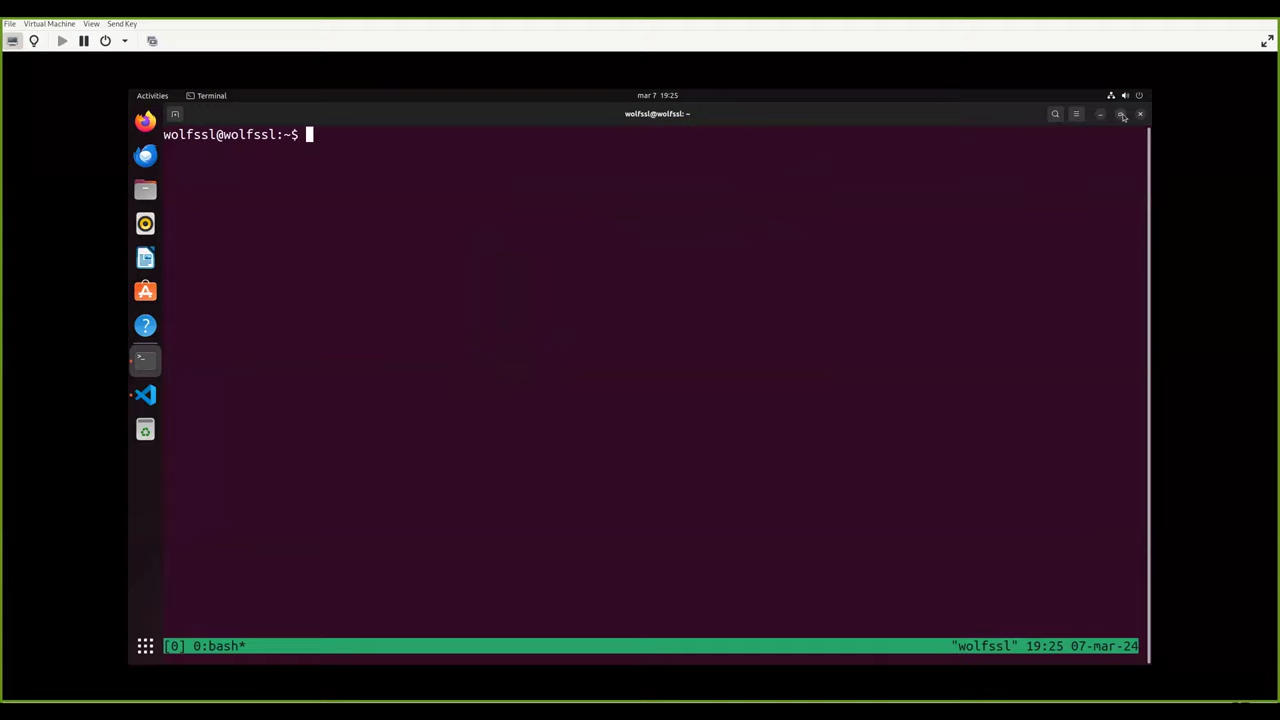 File Virtual Machine View Send Key
Activities Terminal mar 7 19:25
wolfssl@wolfssl: ~
wolfssl@wolfssl:~$
[0] 0:bash* "wolfssl" 19:25 07-mar-24